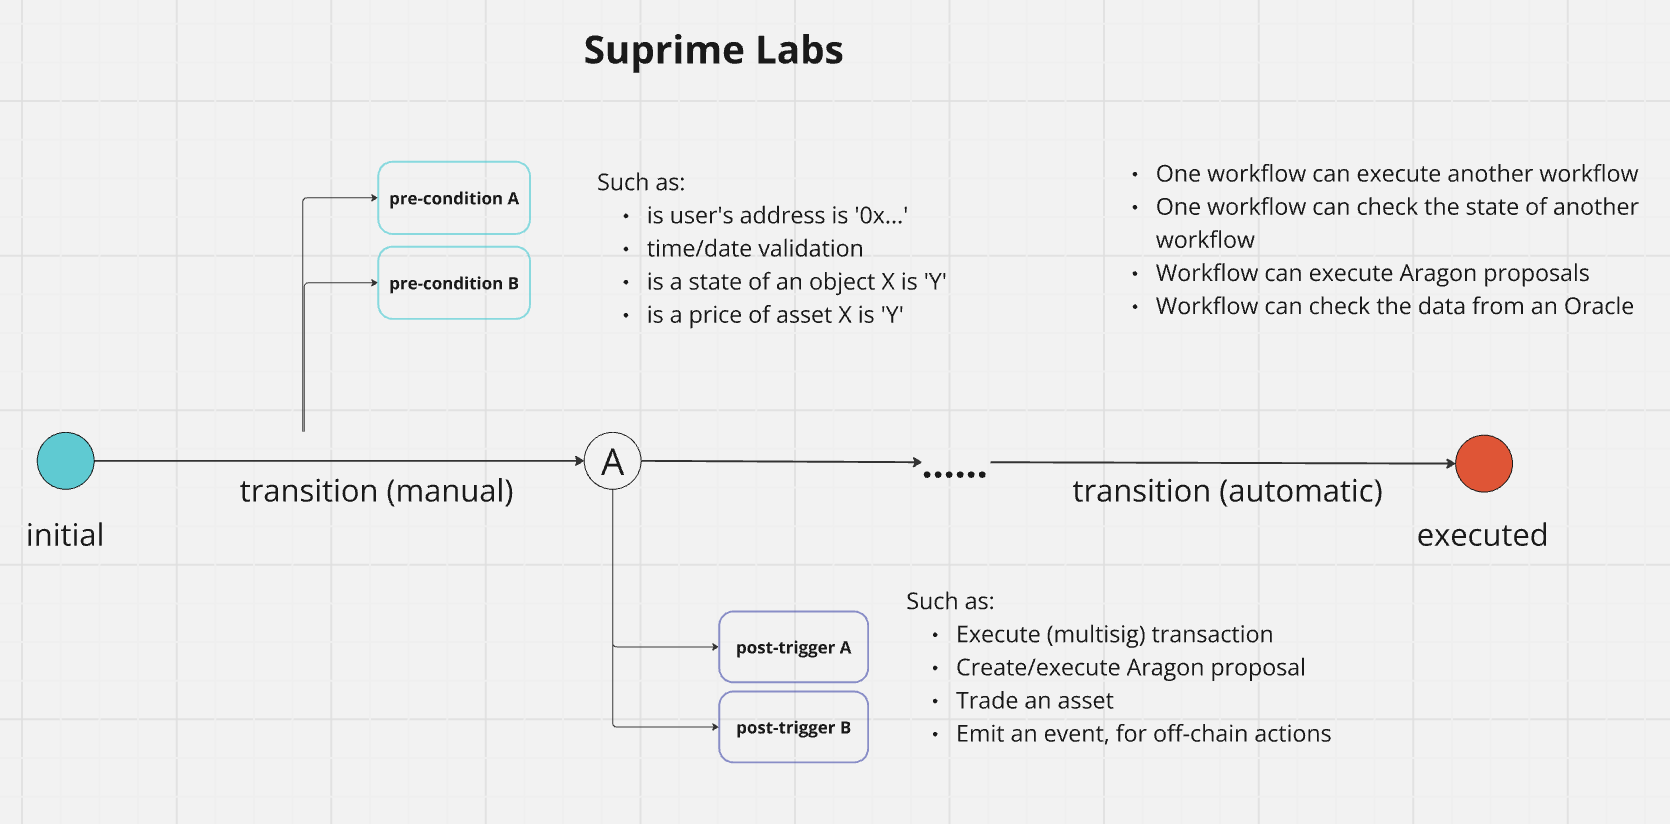 Suprime Labs
pre-condition A
pre-condition B
Such as:
• is user's address is '0x...'
• time/date validation
• is a state of an object X is 'Y'
• is a price of asset X is 'Y'
• One workflow can execute another workflow
• One workflow can check the state of another
workflow
• Workflow can execute Aragon proposals
• Workflow can check the data from an Oracle
A
......
transition (manual)
transition (automatic)
initial
executed
post-trigger A
post-trigger B
Such as:
• Execute (multisig) transaction
• Create/execute Aragon proposal
• Trade an asset
• Emit an event, for off-chain actions